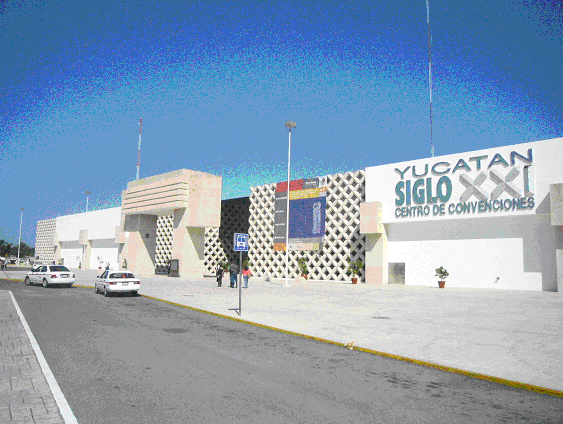 YUCATAN
SIGLO XXI
CENTRO DE CONVENCIONES